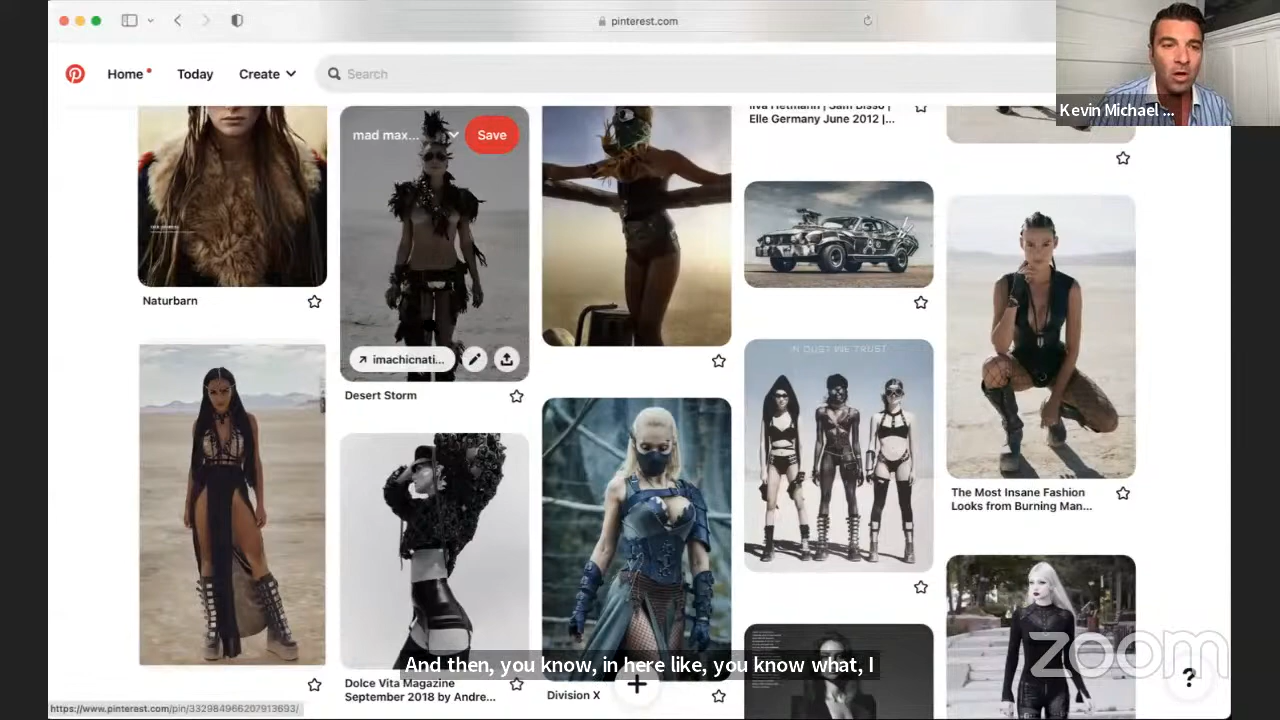 pinterest.com
Home
Today
Create
Search
Kevin Michael ...
mad max...
Save
Elle Germany June 2012 |...
Naturbarn
imachicnati...
Desert Storm
IN DUST WE TRUST
The Most Insane Fashion
Looks from Burning Man...
Dolce Vita Magazine
September 2018 by Andre...
Division X
And then, you know, in here like, you know what, I
zoom
?
https://www.pinterest.com/pin/332984966207913693/